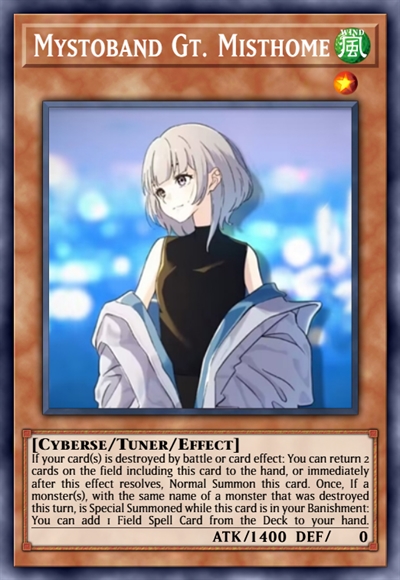 Mystoband Gt. Misthome
WIND
風
[Cyberse/Tuner/Effect]
If your card(s) is destroyed by battle or card effect: You can return 2
cards on the field including this card to the hand, or immediately
after this effect resolves, Normal Summon this card. Once, If a
monster(s), with the same name of a monster that was destroyed
this turn, is Special Summoned while this card is in your Banishment:
You can add 1 Field Spell Card from the Deck to your hand.
ATK/1400 DEF/ 0